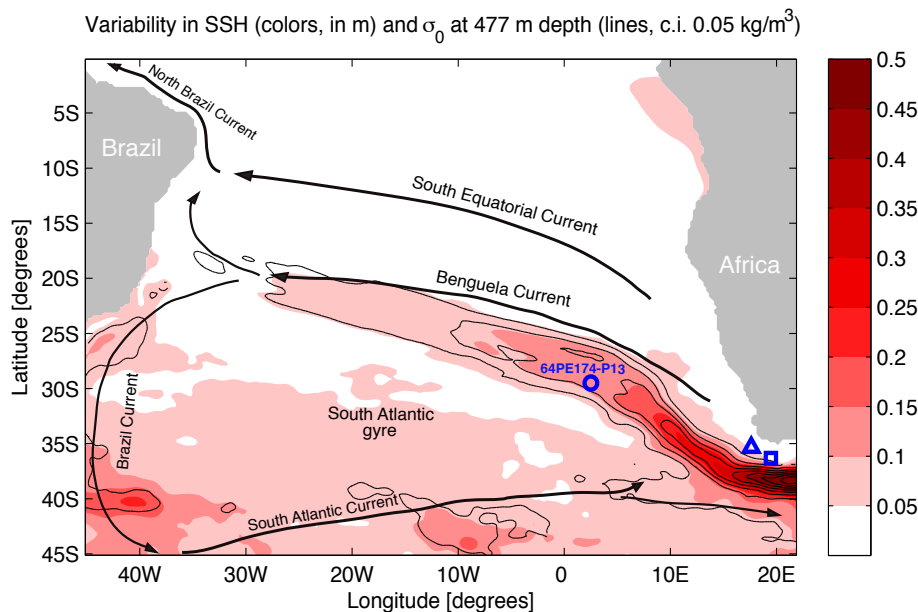 Variability in SSH (colors, in m) and σ0 at 477 m depth (lines, c.i. 0.05 kg/m³)
North Brazil Current
Brazil
South Equatorial Current
Africa
Benguela Current
64PE174-P13
South Atlantic
gyre
Brazil Current
South Atlantic Current
5S
10S
15S
20S
25S
30S
35S
40S
45S
Latitude [degrees]
40W
30W
20W
10W
0
10E
20E
Longitude [degrees]
0.5
0.45
0.4
0.35
0.3
0.25
0.2
0.15
0.1
0.05